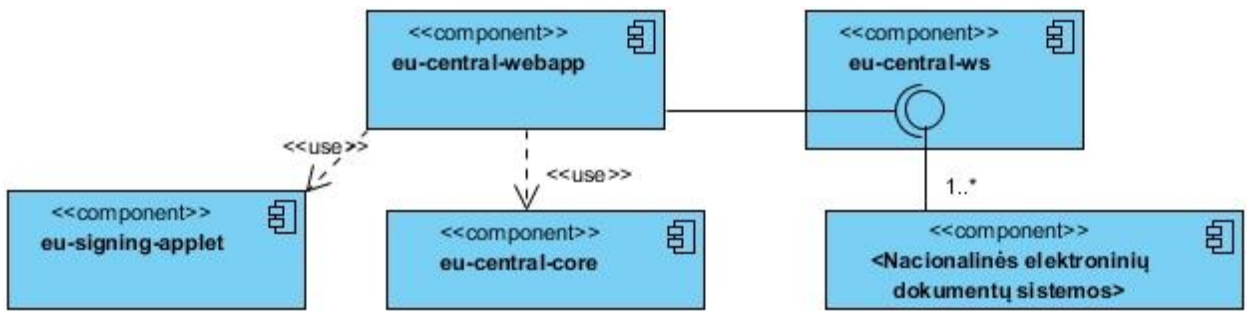 <<component>>
eu-central-webapp
<<component>>
eu-central-ws
<<use>>
<<use>>
1..*
<<component>>
eu-signing-applet
<<component>>
eu-central-core
<<component>>
<Nacionalinės elektroninių
dokumentų sistemos>